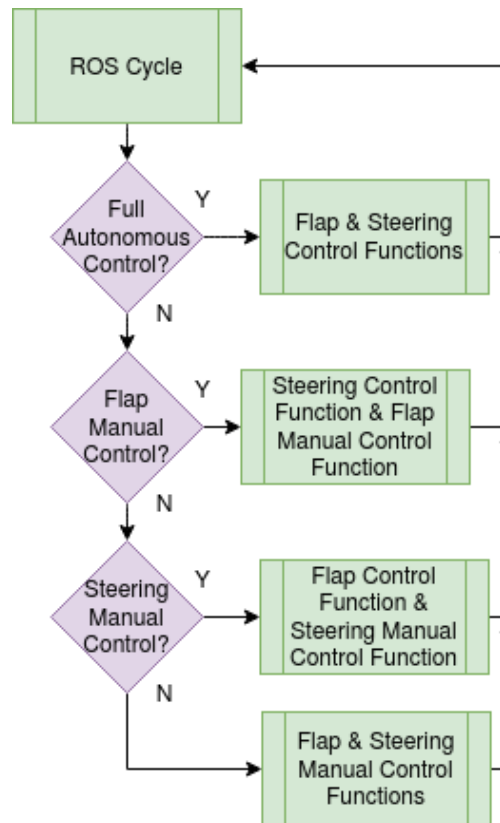 ROS Cycle
Full
Autonomous
Control?
Y
Flap & Steering
Control Functions
N
Flap
Manual
Control?
Y
Steering Control
Function & Flap
Manual Control
Function
N
Steering
Manual
Control?
Y
Flap Control
Function &
Steering Manual
Control Function
N
Flap & Steering
Manual Control
Functions